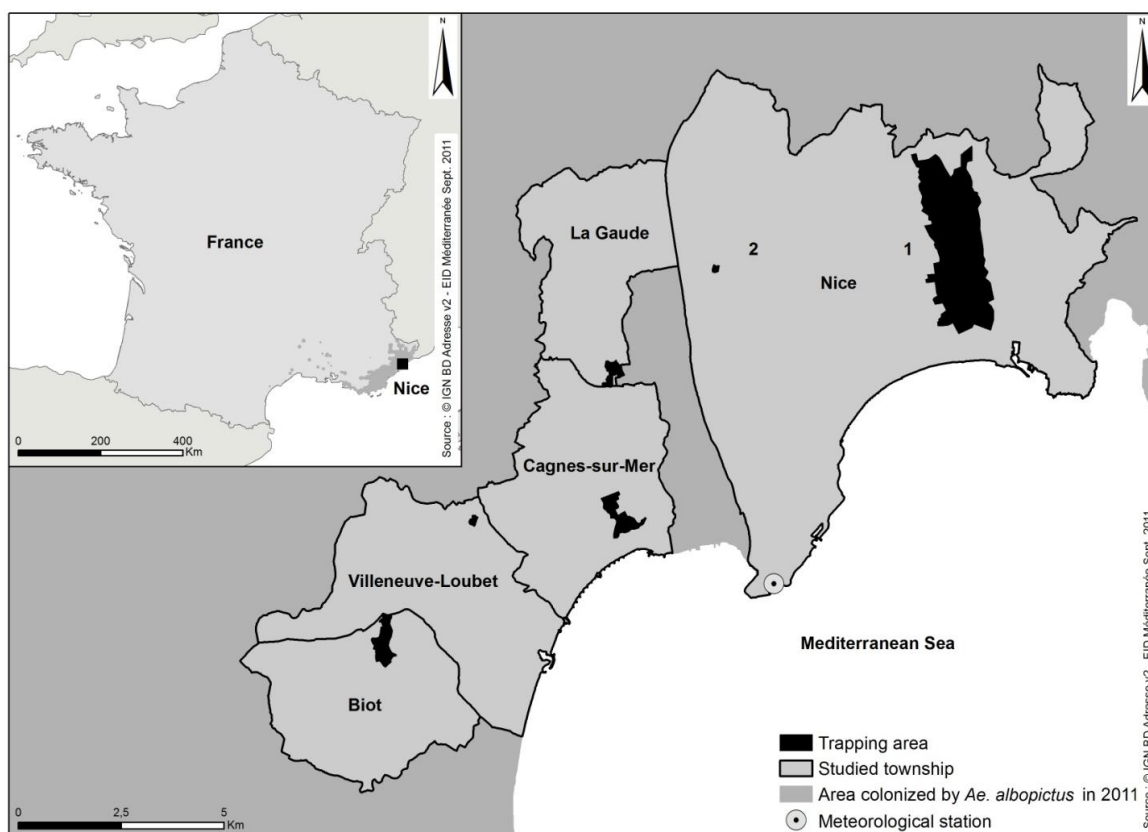 N
France
Nice
0 200 400
Km
Source : © IGN BD Adresse v2 - EID Méditerranée Sept. 2011
N
La Gaude
2
1
Nice
Cagnes-sur-Mer
Villeneuve-Loubet
Biot
Mediterranean Sea
Trapping area
Studied township
Area colonized by Ae. albopictus in 2011
Meteorological station
0 2,5 5
Km
Source : © IGN BD Adresse v2 - EID Méditerranée Sept. 2011